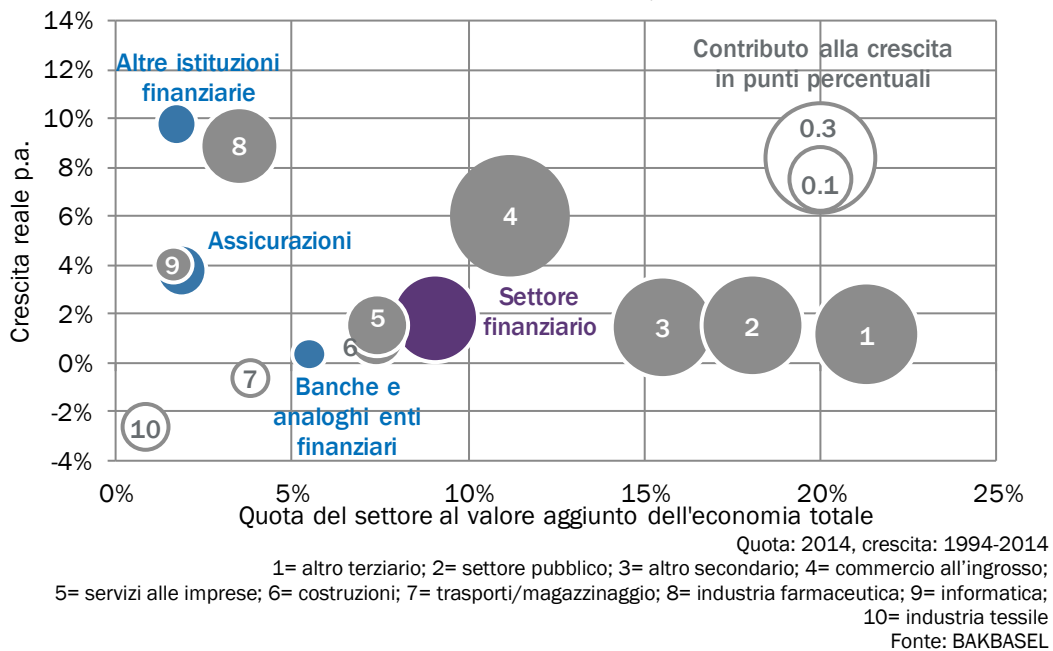 14%
12%
10%
8%
6%
4%
2%
0%
-2%
-4%
Crescita reale p.a.
Altre istituzioni
finanziarie
Contributo alla crescita
in punti percentuali
0.3
0.1
8
4
Assicurazioni
9
Settore
finanziario
5
6
3
2
1
7
Banche e
analoghi enti
finanziari
10
0%
5%
10%
15%
20%
25%
Quota del settore al valore aggiunto dell'economia totale
Quota: 2014, crescita: 1994-2014
1= altro terziario; 2= settore pubblico; 3= altro secondario; 4= commercio all’ingrosso;
5= servizi alle imprese; 6= costruzioni; 7= trasporti/magazzinaggio; 8= industria farmaceutica; 9= informatica;
10= industria tessile
Fonte: BAKBASEL